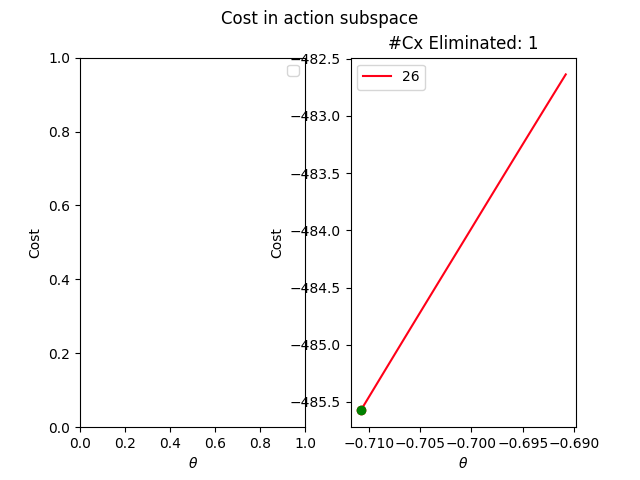 Cost in action subspace
#Cx Eliminated: 1
1.0
0.8
0.6
0.4
0.2
0.0
Cost
0.0 0.2 0.4 0.6 0.8 1.0
θ
−482.5
−483.0
−483.5
−484.0
−484.5
−485.0
−485.5
Cost
26
−0.710 −0.705 −0.700 −0.695 −0.690
θ